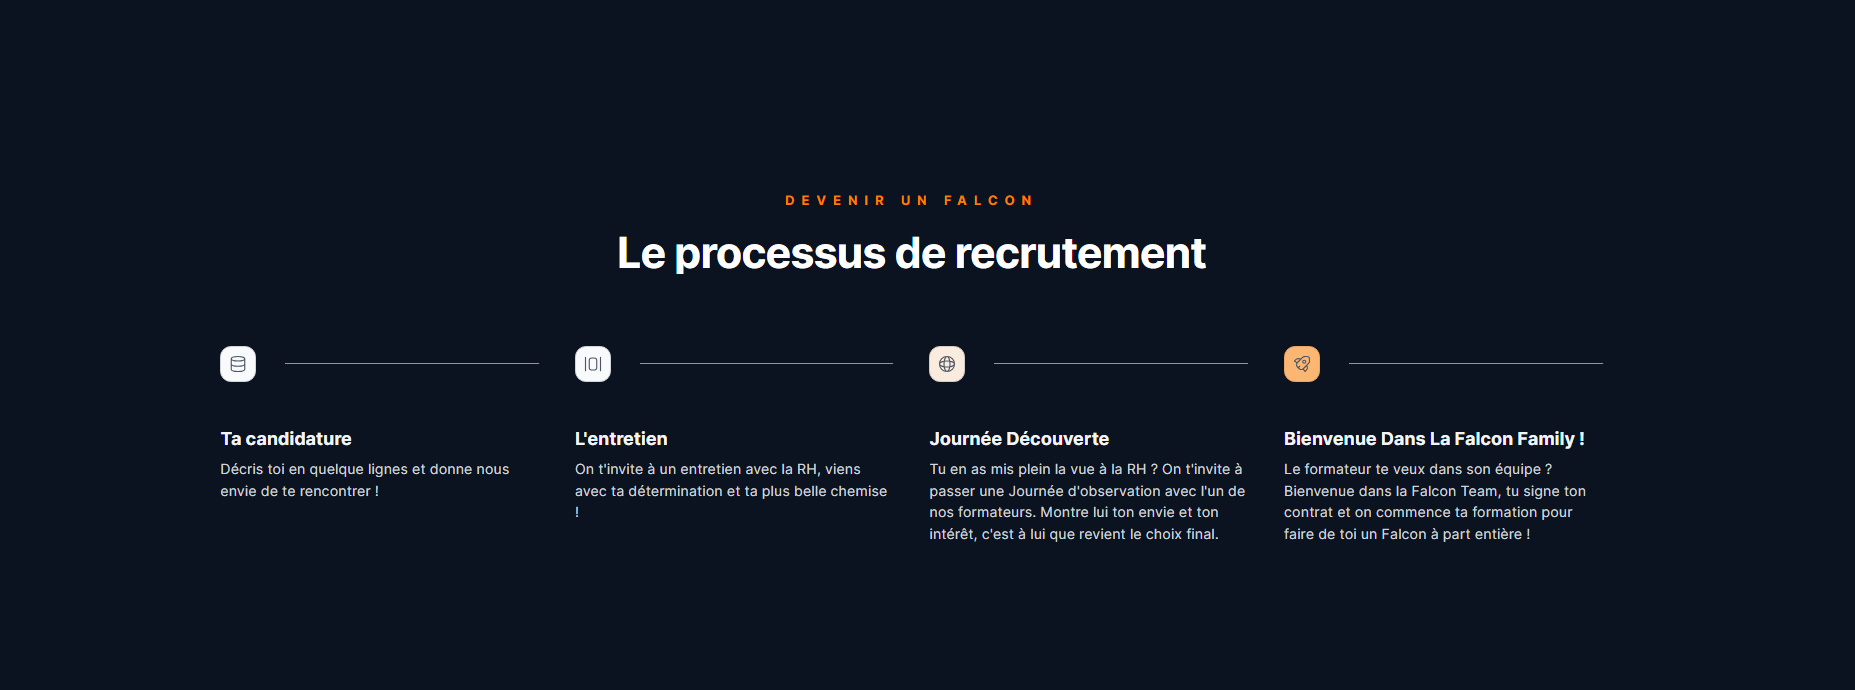 DEVENIR UN FALCON
Le processus de recrutement
Ta candidature
Décris toi en quelque lignes et donne nous
envie de te rencontrer !
L'entretien
On t'invite à un entretien avec la RH, viens
avec ta détermination et ta plus belle chemise
!
Journée Découverte
Tu en as mis plein la vue à la RH ? On t'invite à
passer une Journée d'observation avec l'un de
nos formateurs. Montre lui ton envie et ton
intérêt, c'est à lui que revient le choix final.
Bienvenue Dans La Falcon Family !
Le formateur te veux dans son équipe ?
Bienvenue dans la Falcon Team, tu signe ton
contrat et on commence ta formation pour
faire de toi un Falcon à part entière !